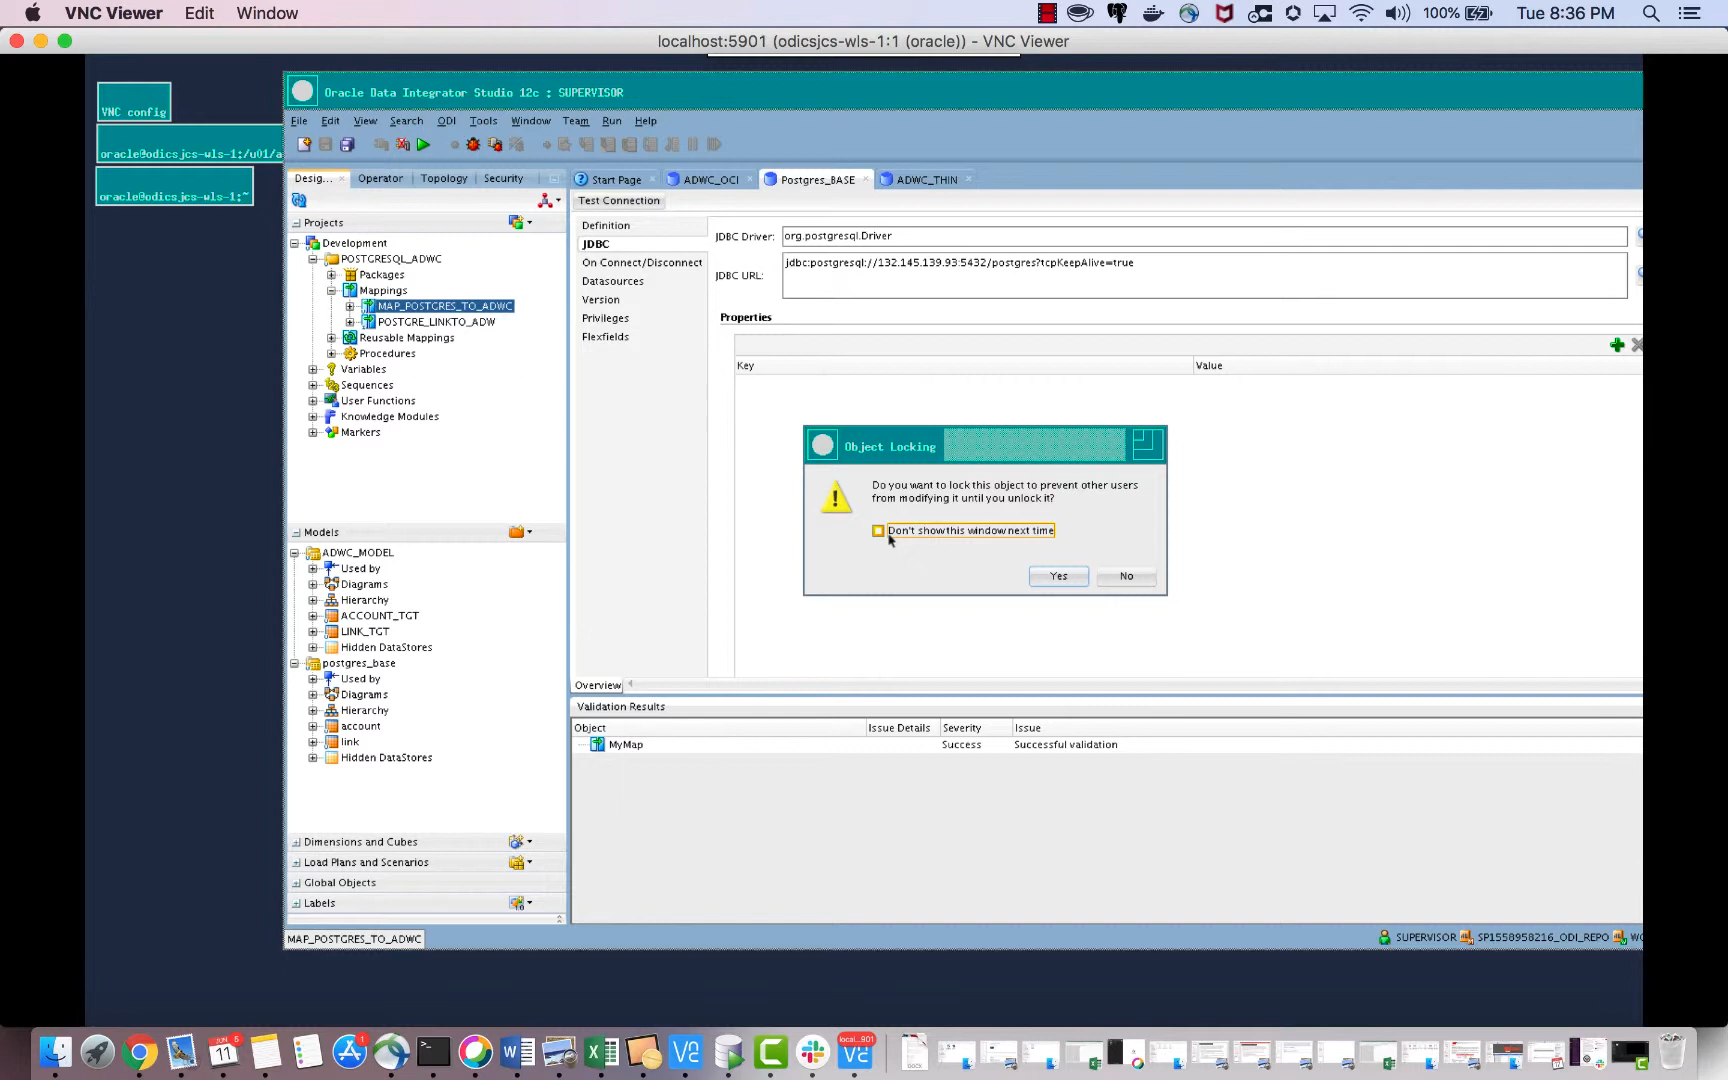 VNC Viewer Edit Window
100% Tue 8:36 PM
localhost:5901 (odicsjcs-wls-1:1 (oracle)) - VNC Viewer
VNC config
oracle@odicsjcs-wls-1:/u01/a
oracle@odicsjcs-wls-1:~
Oracle Data Integrator Studio 12c : SUPERVISOR
File Edit View Search ODI Tools Window Team Run Help
Desig... Operator Topology Security
Start Page ADWC_OCI Postgres_BASE ADWC_THIN
Test Connection
Projects
Development
POSTGRESQL_ADWC
Packages
Mappings
MAP_POSTGRES_TO_ADWC
POSTGRE_LINKTO_ADW
Reusable Mappings
Procedures
Variables
Sequences
User Functions
Knowledge Modules
Markers
Models
ADWC_MODEL
Used by
Diagrams
Hierarchy
ACCOUNT_TGT
LINK_TGT
Hidden DataStores
postgres_base
Used by
Diagrams
Hierarchy
account
link
Hidden DataStores
Dimensions and Cubes
Load Plans and Scenarios
Global Objects
Labels
MAP_POSTGRES_TO_ADWC
Definition
JDBC
On Connect/Disconnect
Datasources
Version
Privileges
Flexfields
JDBC Driver: org.postgresql.Driver
JDBC URL: jdbc:postgresql://132.145.139.93:5432/postgres?tcpKeepAlive=true
Properties
Key Value
Object Locking
Do you want to lock this object to prevent other users
from modifying it until you unlock it?
Don't show this window next time
Yes No
Overview
Validation Results
Object Issue Details Severity Issue
MyMap Success Successful validation
SUPERVISOR SP1558958216_ODI_REPO WO
JUN 6
11
1
local...901
DOCX